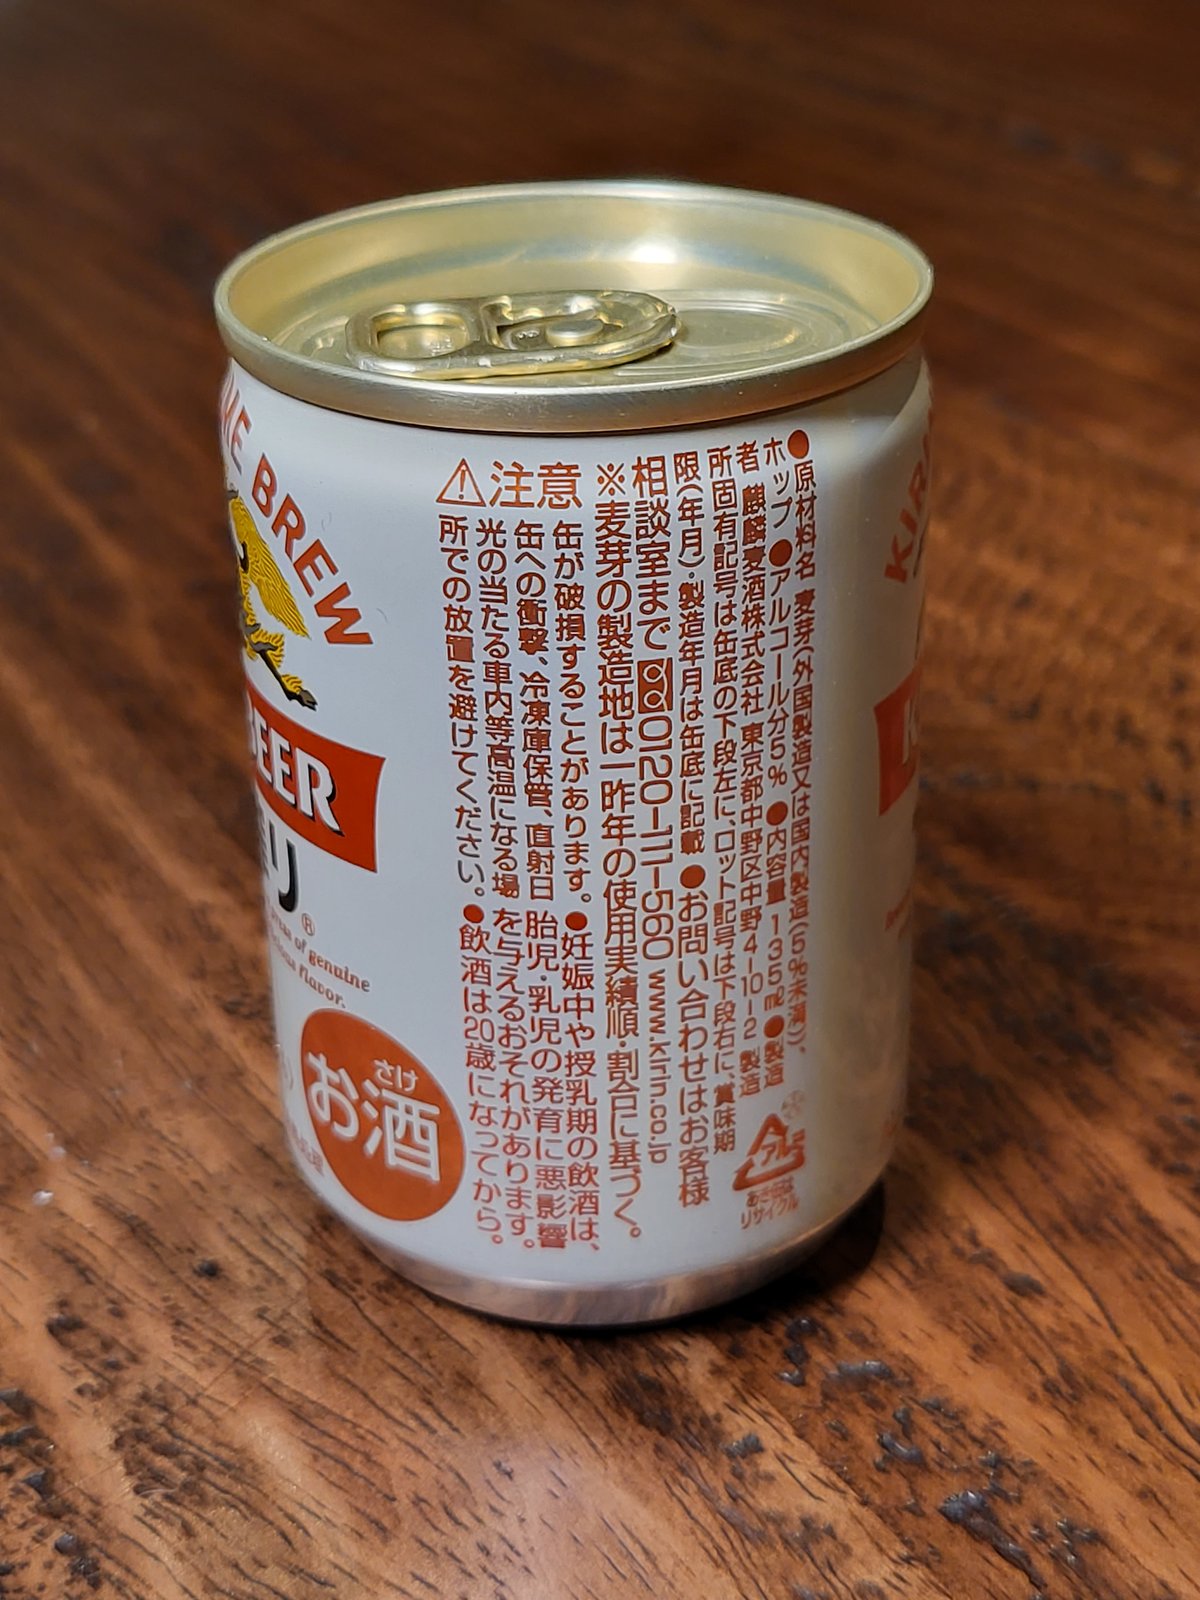 BREW
BEER
リ®
of genuine
flavor.
さけ
お酒
●原材料名 麦芽(外国製造又は国内製造(5%未満))、
ホップ ●アルコール分5% ●内容量 135㎖ ●製造
者 麒麟麦酒株式会社 東京都中野区中野4-10-2 製造
所固有記号は缶底の下段左に、ロット記号は下段右に、賞味期
限(年月)・製造年月は缶底に記載 ●お問い合わせはお客様
相談室まで 0120-111-560 www.kirin.co.jp
※麦芽の製造地は一昨年の使用実績順・割合に基づく。
⚠注意
缶が破損することがあります。
缶への衝撃、冷凍庫保管、直射日
光の当たる車内等高温になる場
所での放置を避けてください。
●妊娠中や授乳期の飲酒は、
胎児・乳児の発育に悪影響
を与えるおそれがあります。
●飲酒は20歳になってから。
アル
あき缶は
リサイクル
KIRI